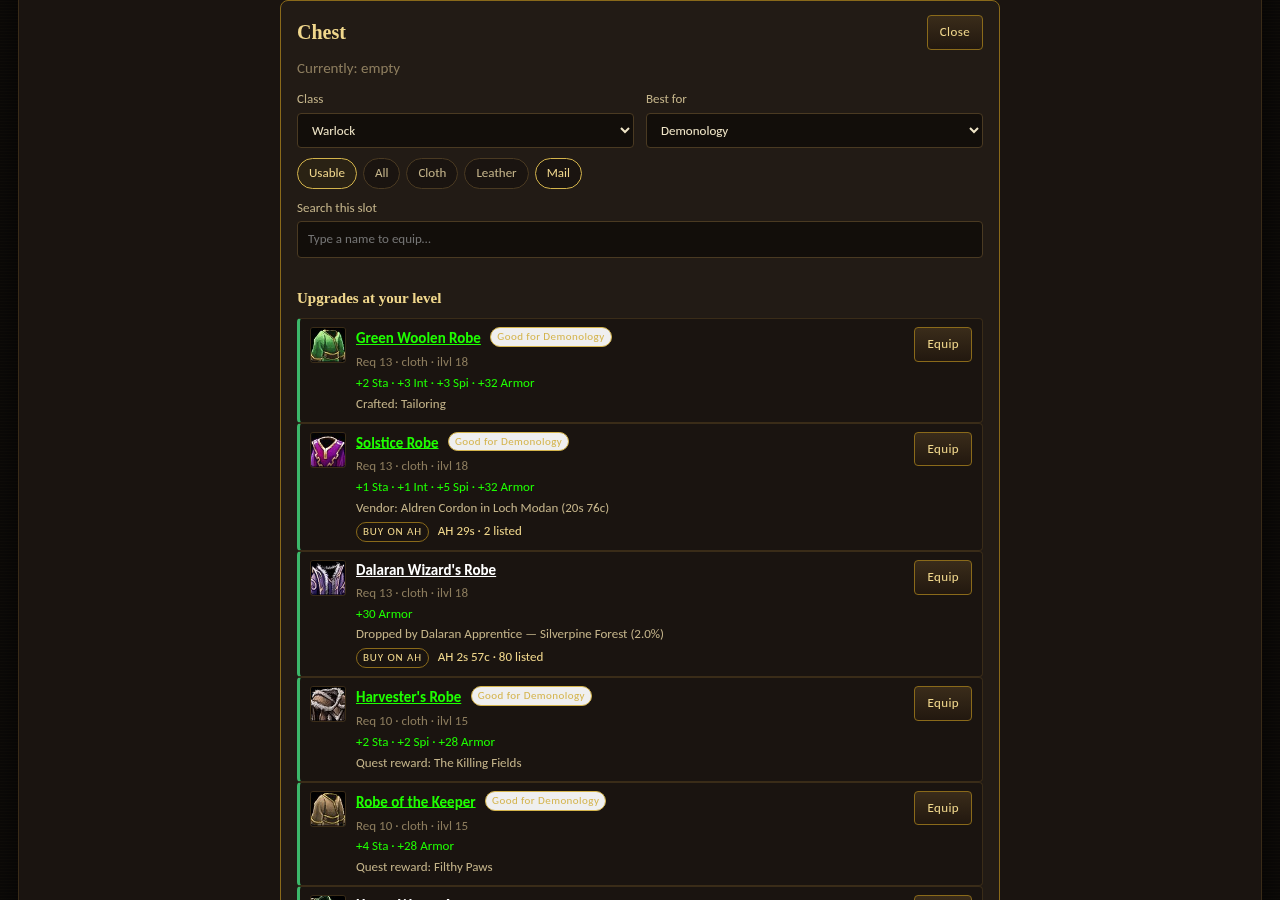 Chest
Close
Currently: empty
Class
Best for
Warlock
Demonology
Usable
All
Cloth
Leather
Mail
Search this slot
Type a name to equip...
Upgrades at your level
Green Woolen Robe
Good for Demonology
Equip
Req 13 · cloth · ilvl 18
+2 Sta · +3 Int · +3 Spi · +32 Armor
Crafted: Tailoring
Solstice Robe
Good for Demonology
Equip
Req 13 · cloth · ilvl 18
+1 Sta · +1 Int · +5 Spi · +32 Armor
Vendor: Aldren Cordon in Loch Modan (20s 76c)
BUY ON AH
AH 29s · 2 listed
Dalaran Wizard's Robe
Equip
Req 13 · cloth · ilvl 18
+30 Armor
Dropped by Dalaran Apprentice — Silverpine Forest (2.0%)
BUY ON AH
AH 2s 57c · 80 listed
Harvester's Robe
Good for Demonology
Equip
Req 10 · cloth · ilvl 15
+2 Sta · +2 Spi · +28 Armor
Quest reward: The Killing Fields
Robe of the Keeper
Good for Demonology
Equip
Req 10 · cloth · ilvl 15
+4 Sta · +28 Armor
Quest reward: Filthy Paws